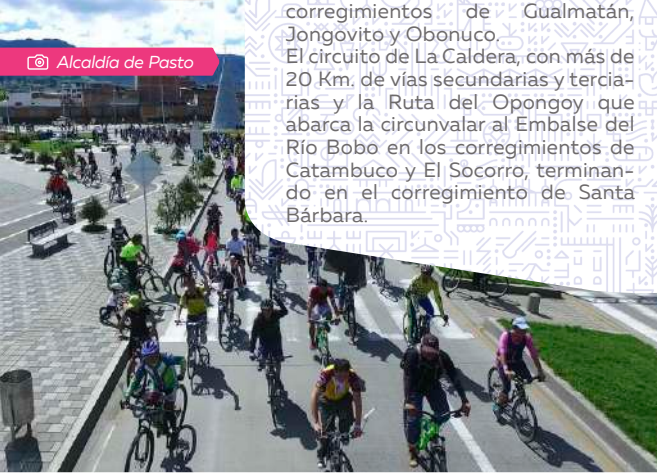 corregimientos de Gualmatán,
Jongovito y Obonuco.
El circuito de La Caldera, con más de
20 Km. de vías secundarias y tercia-
rias y la Ruta del Opongoy que
abarca la circunvalar al Embalse del
Río Bobo en los corregimientos de
Catambuco y El Socorro, terminan-
do en el corregimiento de Santa
Bárbara.
Alcaldía de Pasto